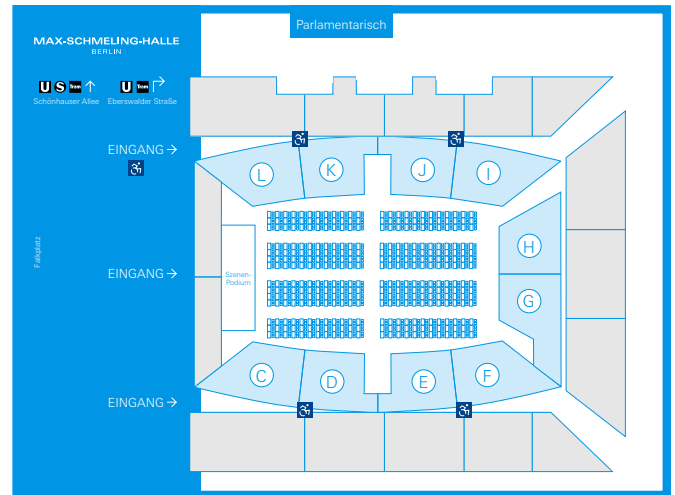 Parlamentarisch
MAX-SCHMELING-HALLE
BERLIN
U S Tram
Schönhauser Allee
U Tram
Eberswalder Straße
EINGANG
L
K
J
I
Falkplatz
EINGANG
Szenen-
Podium
H
G
C
D
E
F
EINGANG